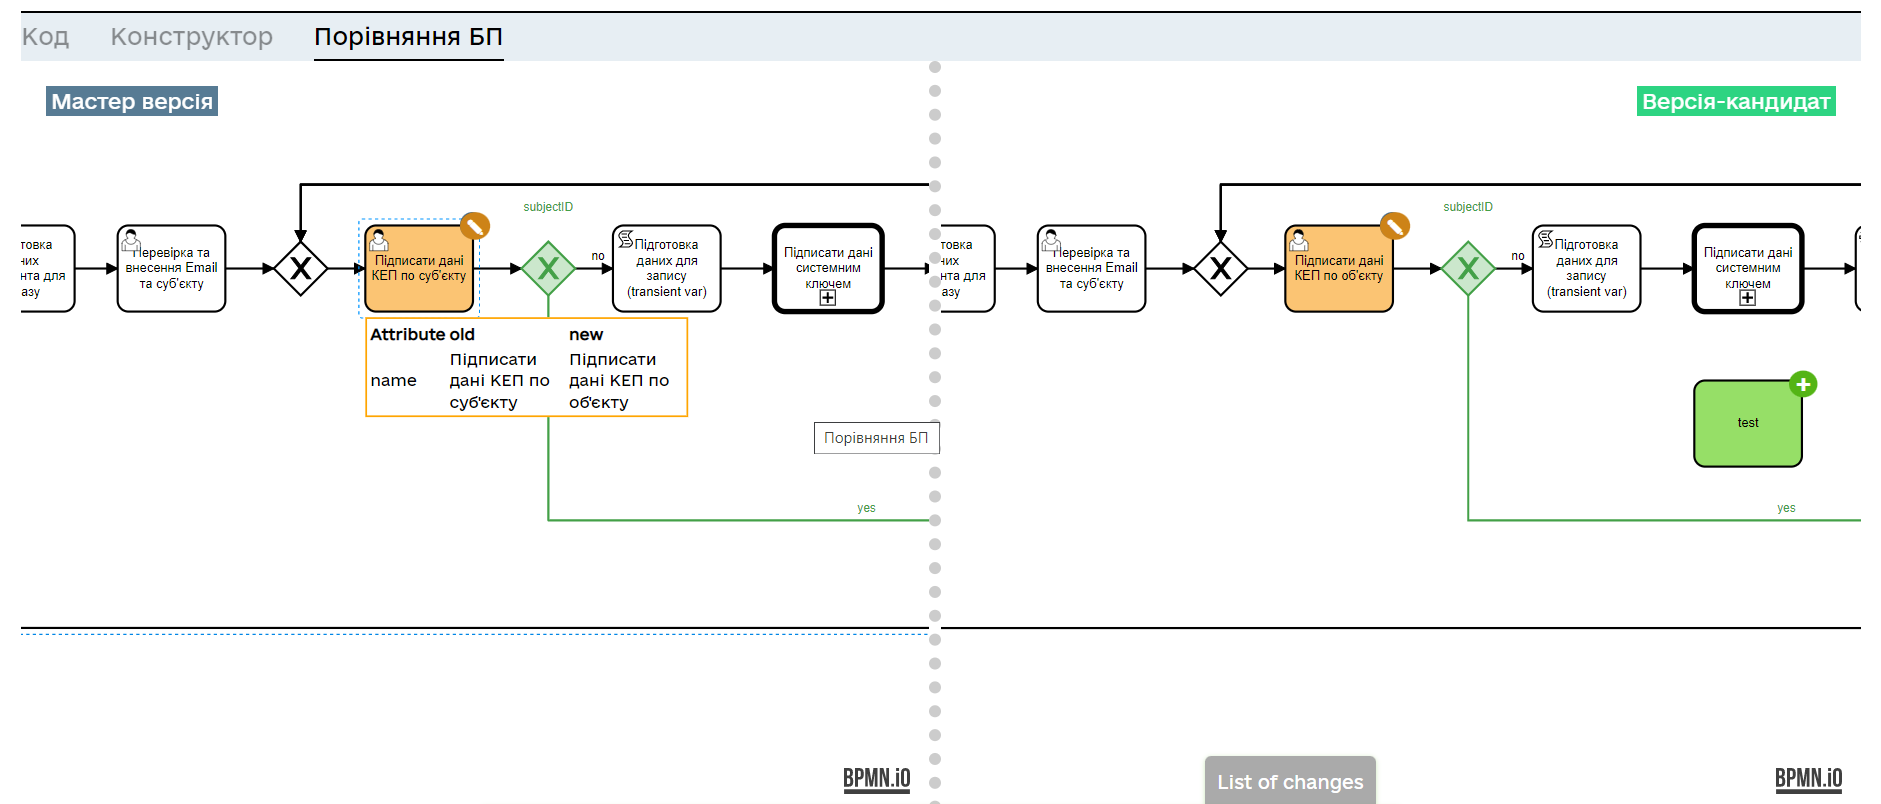 Код Конструктор Порівняння БП
Мастер версія
Версія-кандидат
товка
них
нта для
азу
Перевірка та
внесення Email
та суб'єкту
X
Підписати дані
КЕП по суб'єкту
subjectID
X
no
Підготовка
даних для
запису
(transient var)
Підписати дані
системним
ключем
Attribute old new
name
Підписати
дані КЕП по
суб'єкту
Підписати
дані КЕП по
об'єкту
Порівняння БП
yes
BPMN.iO
товка
них
нта для
азу
Перевірка та
внесення Email
та суб'єкту
X
Підписати дані
КЕП по об'єкту
subjectID
X
no
Підготовка
даних для
запису
(transient var)
Підписати дані
системним
ключем
test
yes
List of changes
BPMN.iO